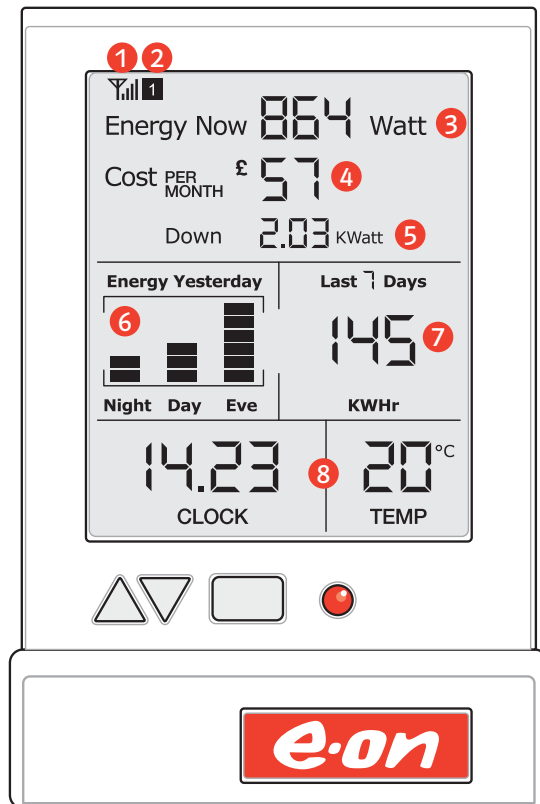 1 2
1
Energy Now 864 Watt 3
Cost PER MONTH £ 57 4
Down 2.03 KWatt 5
Energy Yesterday Last 7 Days
6 145 7
Night Day Eve KWHr
14.23 8 20 °C
CLOCK TEMP
e·on